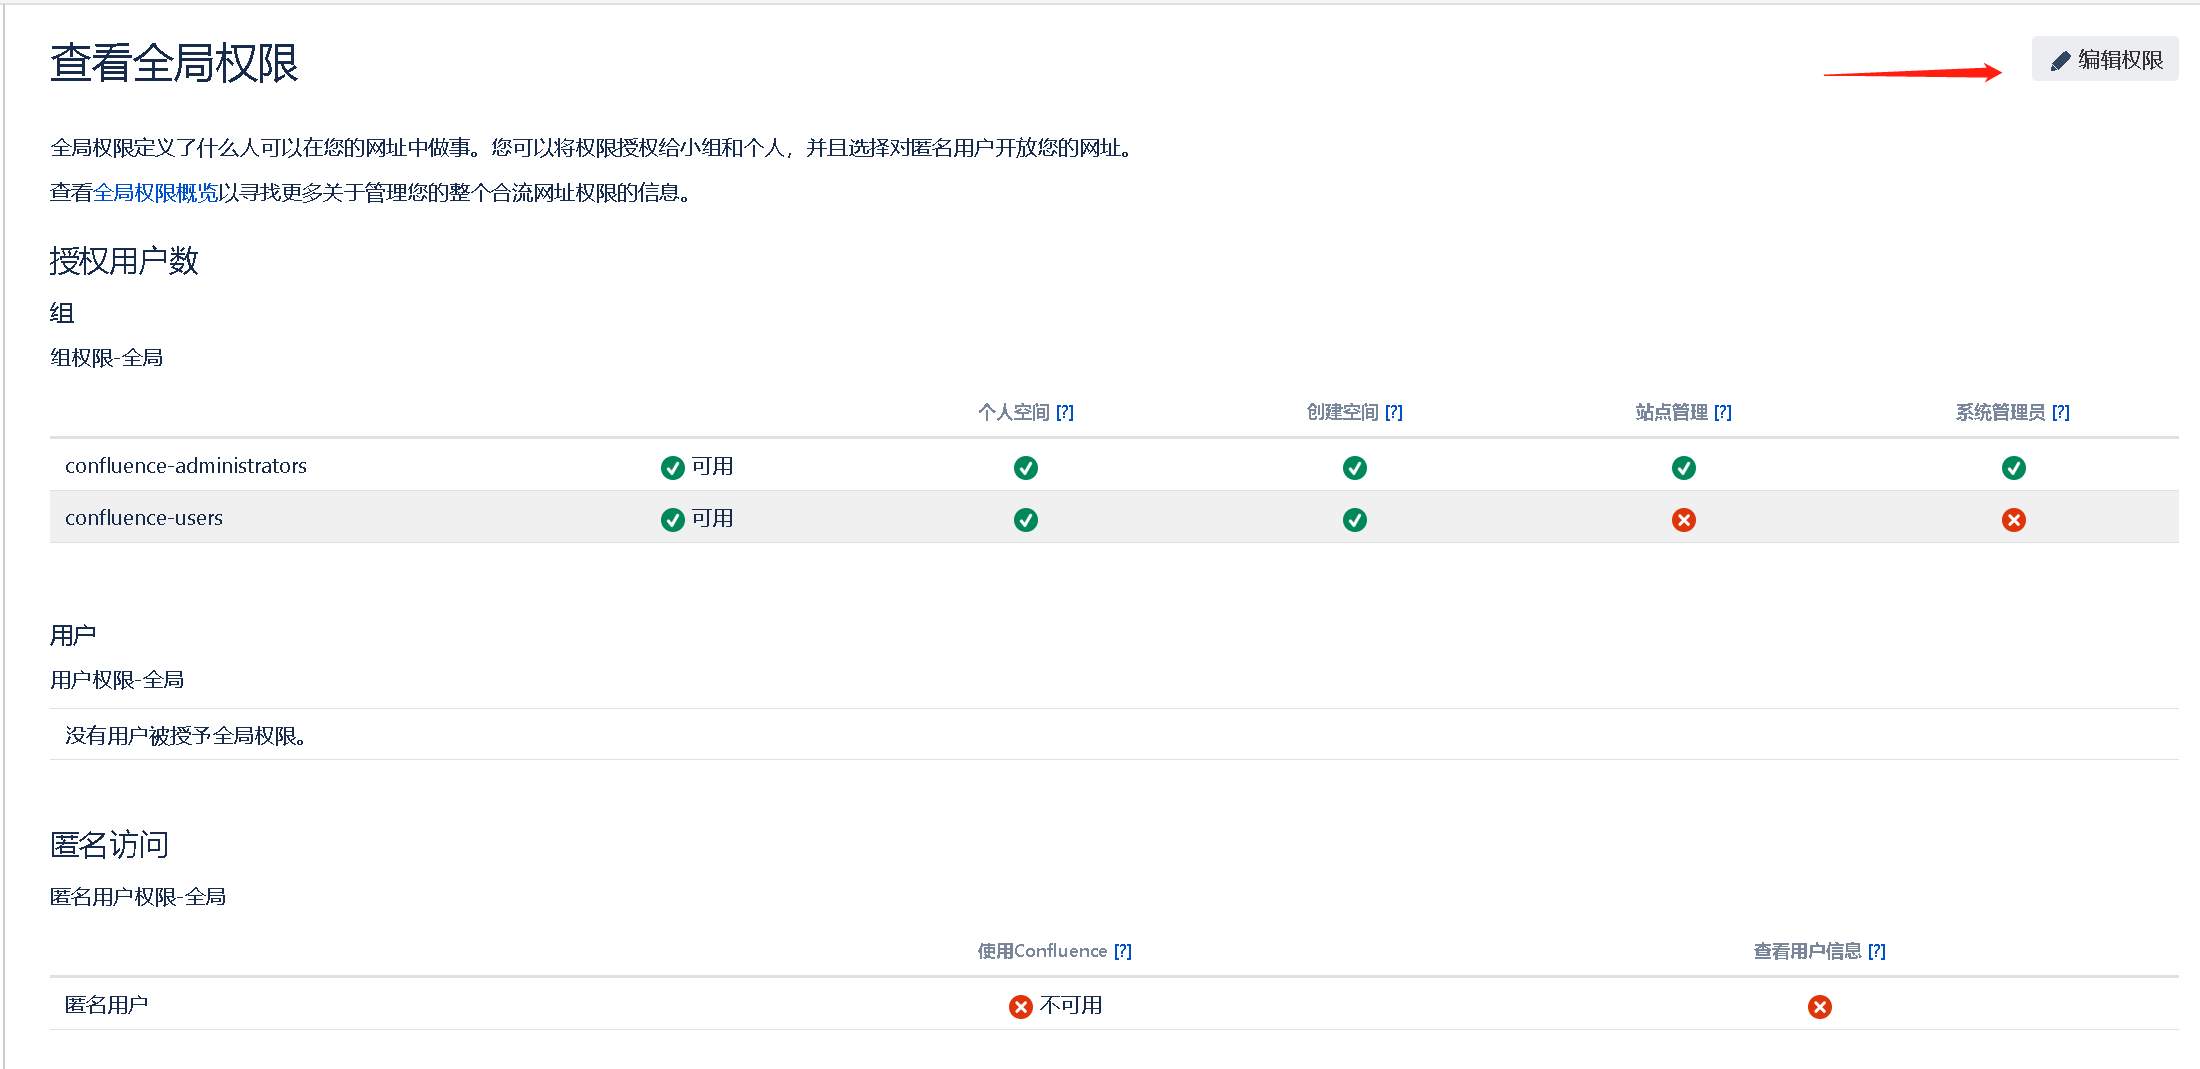 查看全局权限
编辑权限
全局权限定义了什么人可以在您的网址中做事。您可以将权限授权给小组和个人，并且选择对匿名用户开放您的网址。
查看全局权限概览以寻找更多关于管理您的整个合流网址权限的信息。
授权用户数
组
组权限-全局
个人空间 [?] 创建空间 [?] 站点管理 [?] 系统管理员 [?]
confluence-administrators 可用
confluence-users 可用
用户
用户权限-全局
没有用户被授予全局权限。
匿名访问
匿名用户权限-全局
使用Confluence [?] 查看用户信息 [?]
匿名用户 不可用